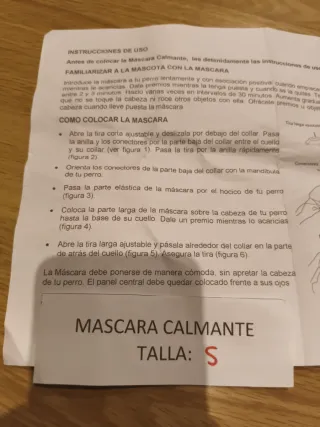 INSTRUCCIONES DE USO
Antes de colocar la Máscara Calmante, lea detenidamente las instrucciones de uso
FAMILIARIZAR A LA MASCOTA CON LA MASCARA
Introduce la máscara a tu perro lentamente y con
mientras le acaricias. Dale premios mientras la tenga puesta y cuando se la quites.
entre 2 y 3 minutos. Hazlo varias veces en intervalos de 30 minutos. Aumenta
que no se toque la cabeza ni roce otros objetos con ella. Ofrécele premios
cabeza cuando lleve puesta la máscara
COMO COLOCAR LA MASCARA
• Abre la tira corta ajustable y deslízala por debajo del collar. Pasa
la anilla y los conectores por la parte baja del collar entre el cuello
y su collar (ver figura 1). Pasa la tira por la anilla rápidamente
(figura 2).
• Orienta los conectores de la parte baja del collar con la mandíbula
de tu perro.
• Pasa la parte elástica de la máscara por el hocico de tu perro
(figura 3).
• Coloca la parte larga de la máscara sobre la cabeza de tu perro
hasta la base de su cuello. Dale un premio mientras lo acaricias
(figura 4).
• Abre la tira larga ajustable y pásela alrededor del collar en la parte
de atrás del cuello (figura 5). Asegura la tira (figura 6).
La Máscara debe ponerse de manera cómoda, sin apretar la cabeza
de tu perro. El panel central debe quedar colocado frente a sus ojos
MASCARA CALMANTE
TALLA: S